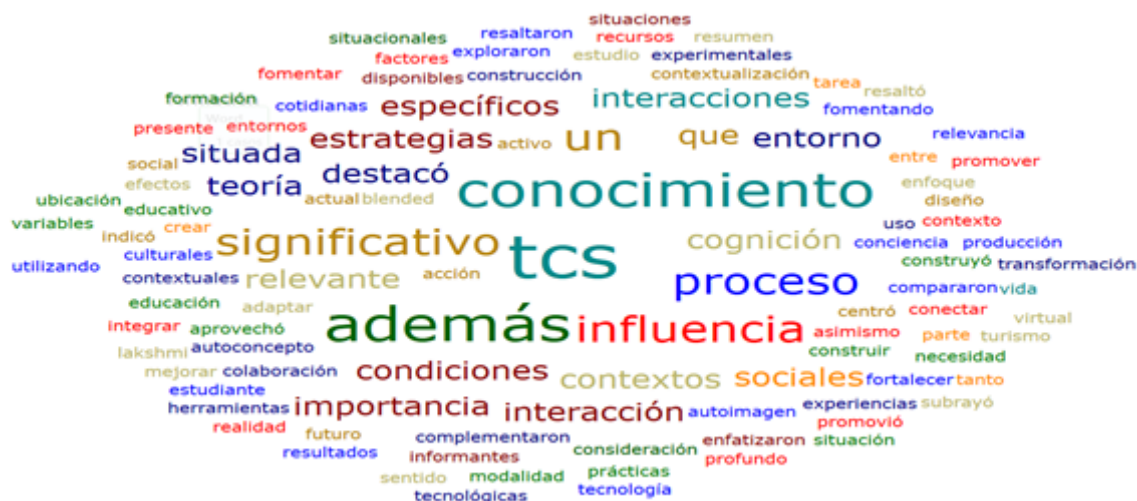 situaciones
situacionales resaltaron recursos resumen
factores exploraron estudio experimentales
fomentar disponibles construcción contextualización tarea
formación cotidianas específicos interacciones resaltó fomentando
presente entornos estrategias activo un que entorno relevancia
social situada destacó entre promover
efectos teoría conocimiento enfoque
ubicación educativo actual blended diseño
variables crear uso contexto
indicó significativo tcs cognición conciencia producción
utilizando culturales construyó transformación
contextuales relevante acción proceso compararon vida
educación adaptar además influencia centró conectar virtual
integrar aprovechó asimismo parte turismo
lakshmi autoconcepto construir necesidad
mejorar colaboración condiciones contextos sociales fortalecer tanto
estudiante
herramientas importancia interacción autoimagen experiencias subrayó
realidad promovió
futuro complementaron consideración enfatizaron situación
resultados informantes profundo
sentido modalidad prácticas
tecnológicas tecnología